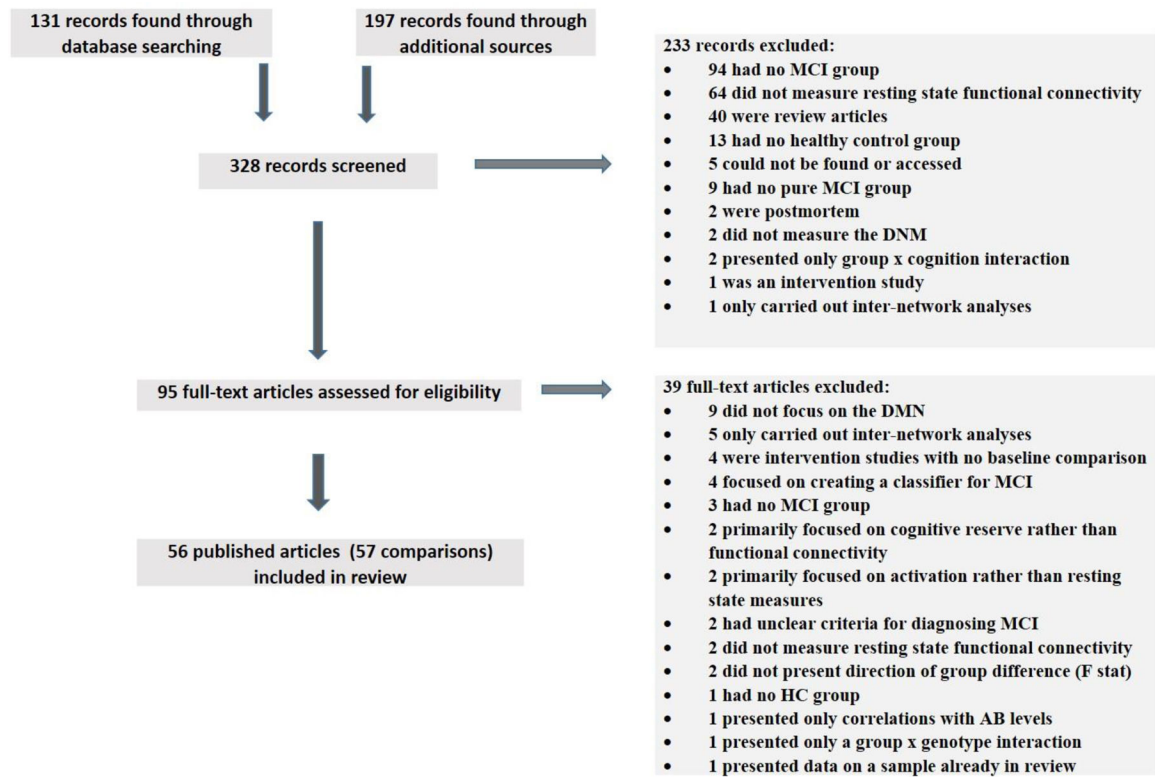 131 records found through
database searching
197 records found through
additional sources
328 records screened
233 records excluded:
• 94 had no MCI group
• 64 did not measure resting state functional connectivity
• 40 were review articles
• 13 had no healthy control group
• 5 could not be found or accessed
• 9 had no pure MCI group
• 2 were postmortem
• 2 did not measure the DNM
• 2 presented only group x cognition interaction
• 1 was an intervention study
• 1 only carried out inter-network analyses
95 full-text articles assessed for eligibility
39 full-text articles excluded:
• 9 did not focus on the DMN
• 5 only carried out inter-network analyses
• 4 were intervention studies with no baseline comparison
• 4 focused on creating a classifier for MCI
• 3 had no MCI group
• 2 primarily focused on cognitive reserve rather than
functional connectivity
• 2 primarily focused on activation rather than resting
state measures
• 2 had unclear criteria for diagnosing MCI
• 2 did not measure resting state functional connectivity
• 2 did not present direction of group difference (F stat)
• 1 had no HC group
• 1 presented only correlations with AB levels
• 1 presented only a group x genotype interaction
• 1 presented data on a sample already in review
56 published articles (57 comparisons)
included in review